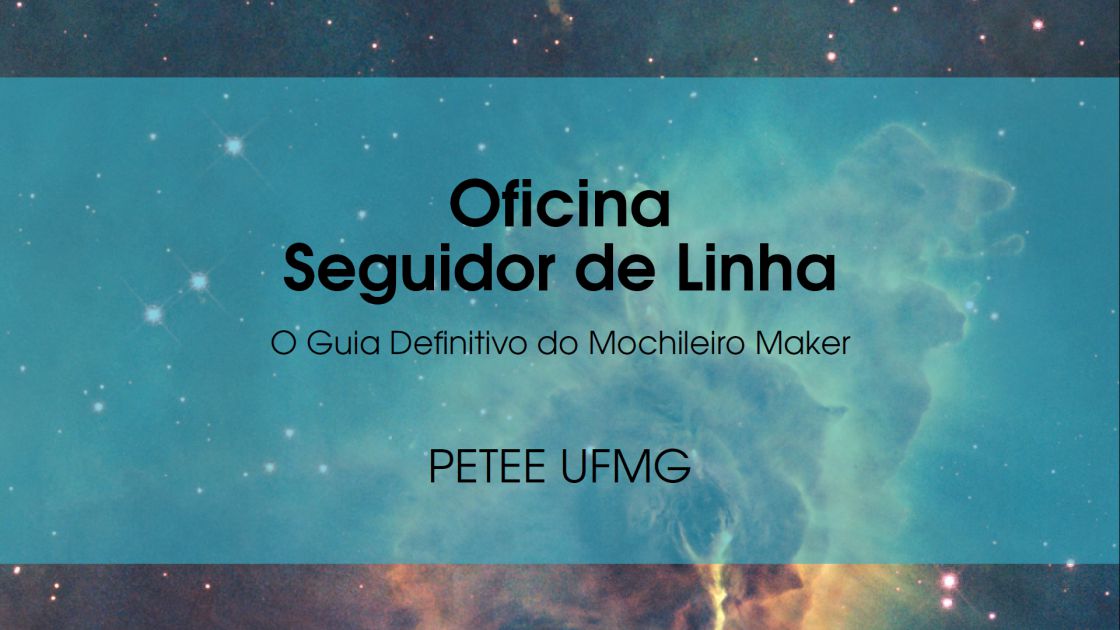 Oficina
Seguidor de Linha
O Guia Definitivo do Mochileiro Maker
PETEE UFMG